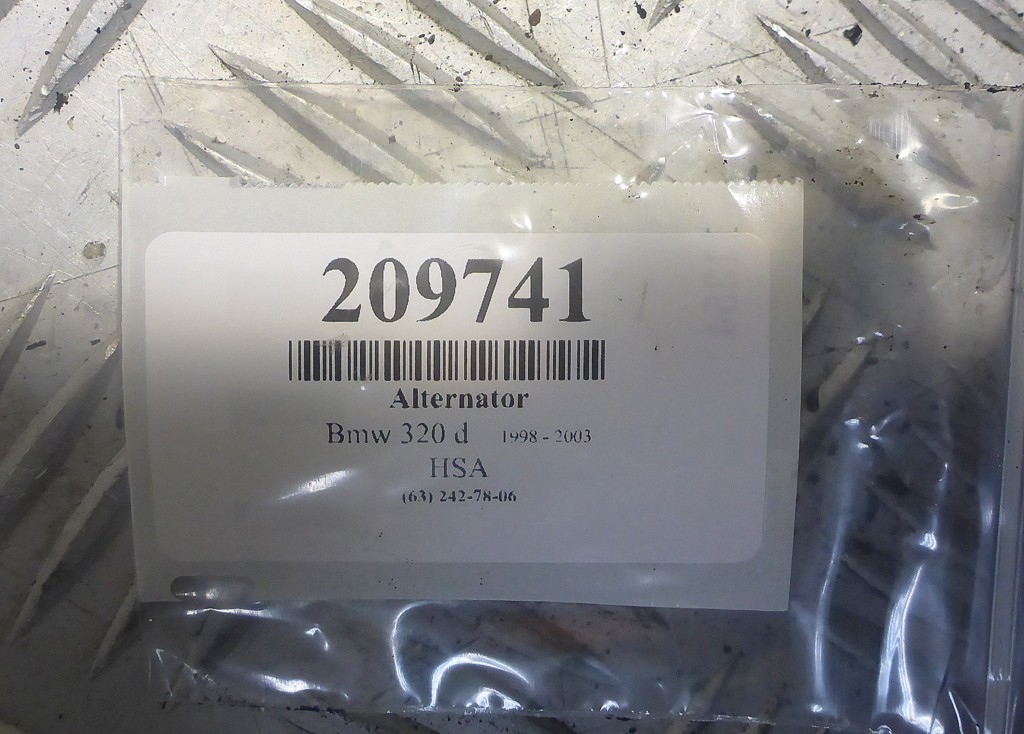 209741
Alternator
Bmw 320 d 1998 - 2003
HSA
(63) 242-78-06